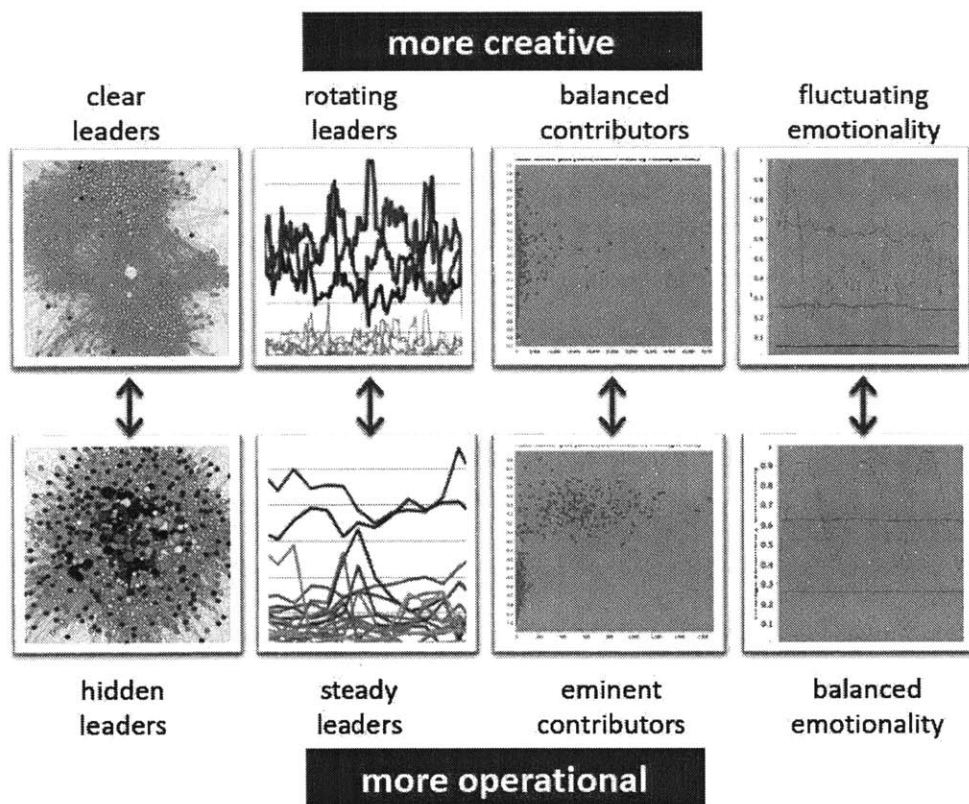 more creative
clear
leaders
rotating
leaders
balanced
contributors
fluctuating
emotionality
hidden
leaders
steady
leaders
eminent
contributors
balanced
emotionality
more operational